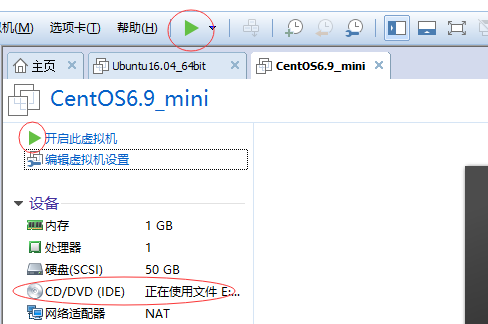 机(M) 选项卡(T) 帮助(H)
主页 Ubuntu16.04_64bit CentOS6.9_mini
CentOS6.9_mini
开启此虚拟机
编辑虚拟机设置
设备
内存 1 GB
处理器 1
硬盘(SCSI) 50 GB
CD/DVD (IDE) 正在使用文件 E:...
网络适配器 NAT